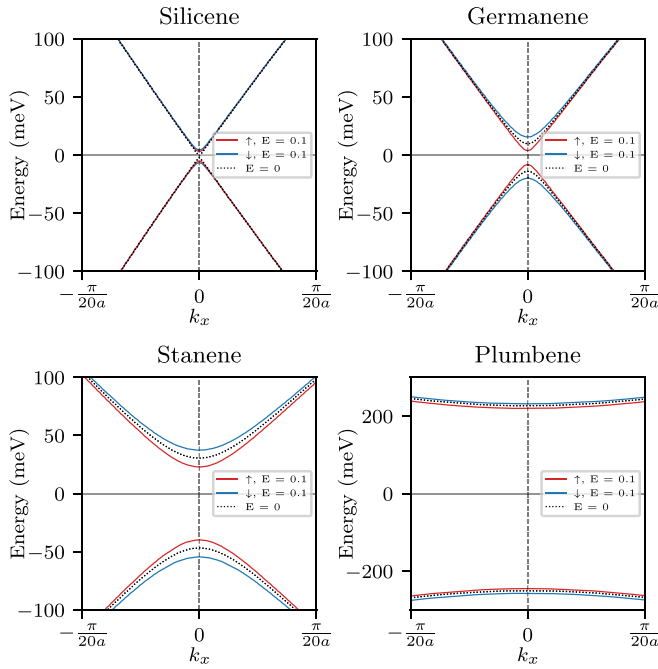 Silicene
Energy (meV)
100
50
0
−50
−100
↑, E = 0.1
↓, E = 0.1
E = 0
−π/20a
0
π/20a
k_x
Germanene
Energy (meV)
100
50
0
−50
−100
↑, E = 0.1
↓, E = 0.1
E = 0
−π/20a
0
π/20a
k_x
Stanene
Energy (meV)
100
50
0
−50
−100
↑, E = 0.1
↓, E = 0.1
E = 0
−π/20a
0
π/20a
k_x
Plumbene
Energy (meV)
200
0
−200
↑, E = 0.1
↓, E = 0.1
E = 0
−π/20a
0
π/20a
k_x